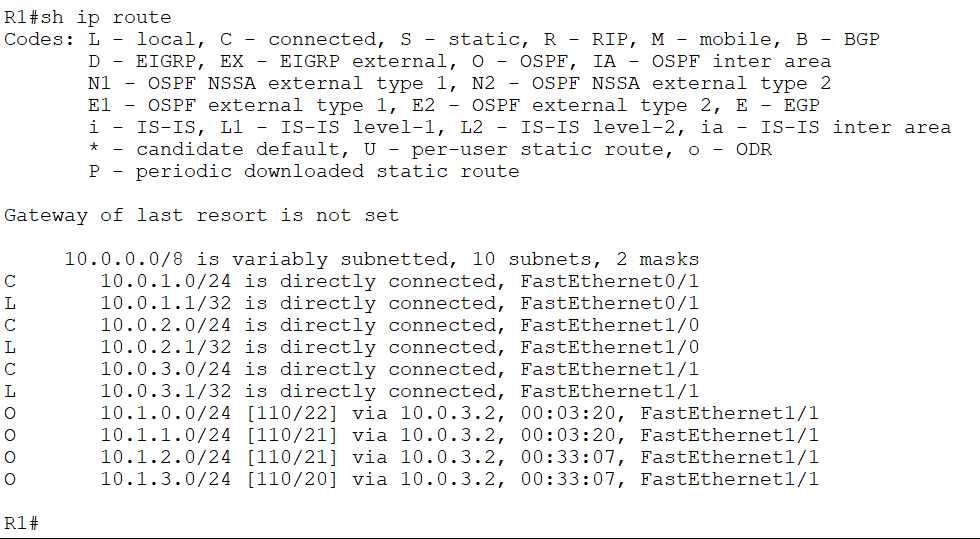 R1#sh ip route
Codes: L - local, C - connected, S - static, R - RIP, M - mobile, B - BGP
       D - EIGRP, EX - EIGRP external, O - OSPF, IA - OSPF inter area
       N1 - OSPF NSSA external type 1, N2 - OSPF NSSA external type 2
       E1 - OSPF external type 1, E2 - OSPF external type 2, E - EGP
       i - IS-IS, L1 - IS-IS level-1, L2 - IS-IS level-2, ia - IS-IS inter area
       * - candidate default, U - per-user static route, o - ODR
       P - periodic downloaded static route

Gateway of last resort is not set

     10.0.0.0/8 is variably subnetted, 10 subnets, 2 masks
C       10.0.1.0/24 is directly connected, FastEthernet0/1
L       10.0.1.1/32 is directly connected, FastEthernet0/1
C       10.0.2.0/24 is directly connected, FastEthernet1/0
L       10.0.2.1/32 is directly connected, FastEthernet1/0
C       10.0.3.0/24 is directly connected, FastEthernet1/1
L       10.0.3.1/32 is directly connected, FastEthernet1/1
O       10.1.0.0/24 [110/22] via 10.0.3.2, 00:03:20, FastEthernet1/1
O       10.1.1.0/24 [110/21] via 10.0.3.2, 00:03:20, FastEthernet1/1
O       10.1.2.0/24 [110/21] via 10.0.3.2, 00:33:07, FastEthernet1/1
O       10.1.3.0/24 [110/20] via 10.0.3.2, 00:33:07, FastEthernet1/1

R1#